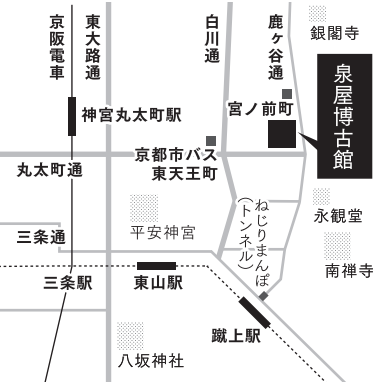 京阪電車
東大路通
白川通
鹿ヶ谷通
銀閣寺
泉屋博古館
宮ノ前町
神宮丸太町駅
京都市バス
東天王町
丸太町通
ねじりまんぽ
(トンネル)
永観堂
平安神宮
三条通
南禅寺
三条駅
東山駅
蹴上駅
八坂神社